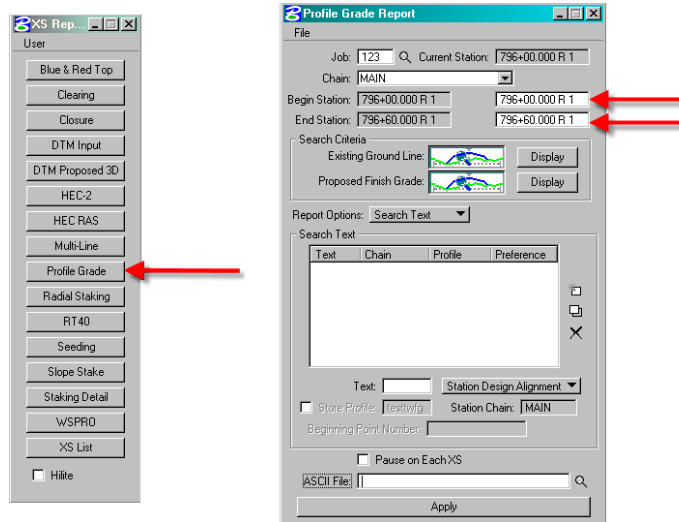 XS Rep...
User
Blue & Red Top
Clearing
Closure
DTM Input
DTM Proposed 3D
HEC-2
HEC RAS
Multi-Line
Profile Grade
Radial Staking
RT40
Seeding
Slope Stake
Staking Detail
WSPRO
XS List
Hilite
Profile Grade Report
File
Job: 123 Current Station: 796+00.000 R 1
Chain: MAIN
Begin Station: 796+00.000 R 1 796+00.000 R 1
End Station: 796+60.000 R 1 796+60.000 R 1
Search Criteria
Existing Ground Line: Display
Proposed Finish Grade: Display
Report Options: Search Text
Search Text
Text Chain Profile Preference
Text: Station Design Alignment
Store Profile: testtwfg Station Chain: MAIN
Beginning Point Number:
Pause on Each XS
ASCII File:
Apply